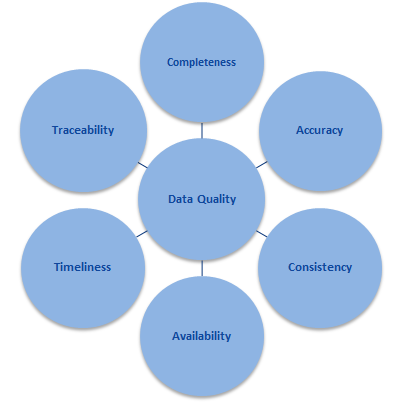 Completeness
Traceability
Accuracy
Data Quality
Timeliness
Consistency
Availability